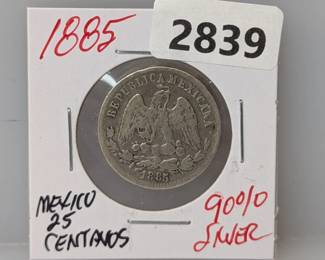 1885
2839
REPUBLICA MEXICANA
1885
MEXICO
25
CENTAVOS
90%
SILVER